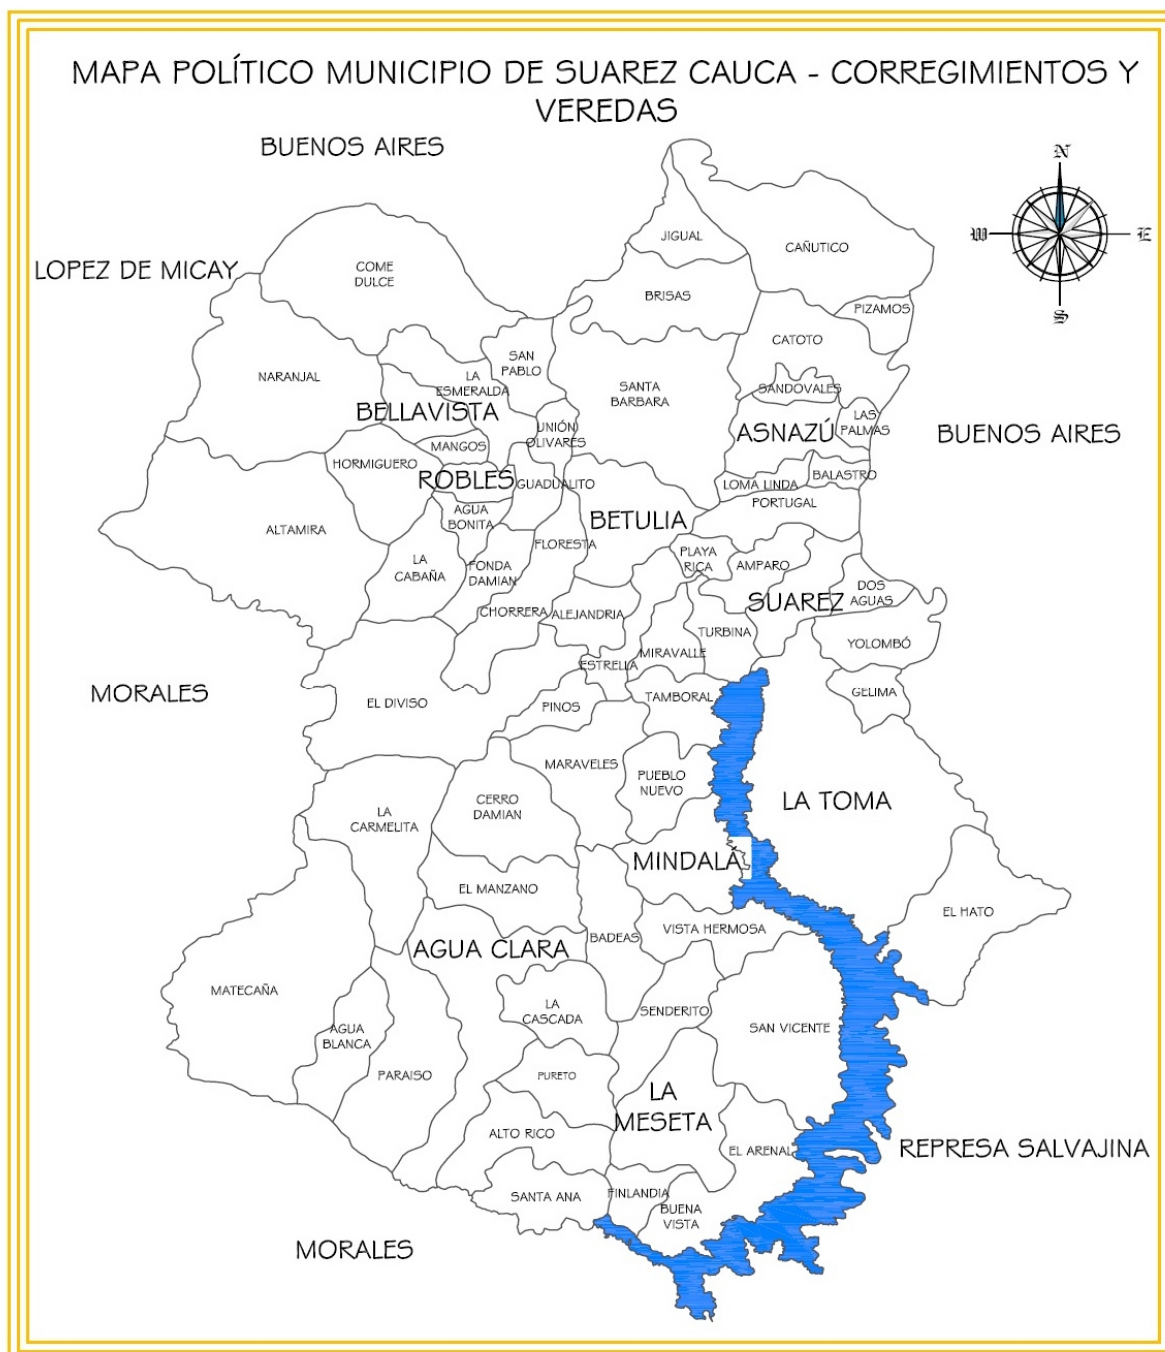 MAPA POLÍTICO MUNICIPIO DE SUAREZ CAUCA - CORREGIMIENTOS Y
VEREDAS
BUENOS AIRES
N
W
E
S
LOPEZ DE MICAY
JIGUAL
CAÑUTICO
COME
DULCE
BRISAS
PIZAMOS
CATOTO
SAN
PABLO
NARANJAL
LA
ESMERALDA
SANTA
BARBARA
SANDOVALES
BELLAVISTA
LAS
PALMAS
UNIÓN
OLIVARES
ASNAZÚ
BUENOS AIRES
MANGOS
HORMIGUERO
ROBLES
GUADUALITO
LOMA LINDA
BALASTRO
PORTUGAL
AGUA
BONITA
BETULIA
ALTAMIRA
FLORESTA
PLAYA
RICA
AMPARO
LA
CABAÑA
FONDA
DAMIAN
DOS
AGUAS
SUAREZ
CHORRERA
ALEJANDRIA
TURBINA
YOLOMBÓ
MIRAVALLE
ESTRELLA
MORALES
GELIMA
TAMBORAL
EL DIVISO
PINOS
MARAVELES
PUEBLO
NUEVO
LA TOMA
CERRO
DAMIAN
LA
CARMELITA
MINDALÁ
EL MANZANO
EL HATO
VISTA HERMOSA
BADEAS
AGUA CLARA
MATECAÑA
LA
CASCADA
SENDERITO
SAN VICENTE
AGUA
BLANCA
PARAISO
PURETO
LA
MESETA
ALTO RICO
EL ARENAL
REPRESA SALVAJINA
SANTA ANA
FINLANDIA
BUENA
VISTA
MORALES